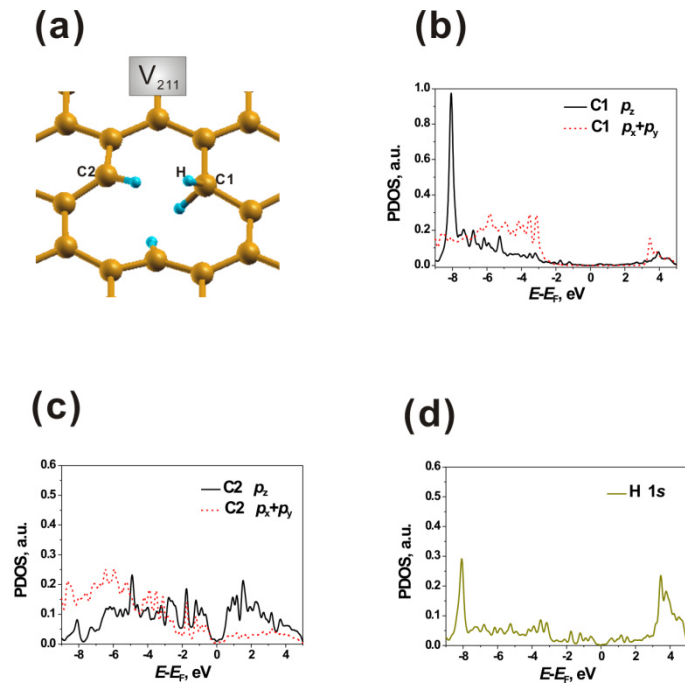 (a)
V211
C2
H
C1
(b)
PDOS, a.u.
1.0
0.8
0.6
0.4
0.2
0.0
C1 pz
C1 px+py
-8 -6 -4 -2 0 2 4
E-EF, eV
(c)
PDOS, a.u.
0.6
0.5
0.4
0.3
0.2
0.1
0.0
C2 pz
C2 px+py
-8 -6 -4 -2 0 2 4
E-EF, eV
(d)
PDOS, a.u.
0.6
0.5
0.4
0.3
0.2
0.1
0.0
H 1s
-8 -6 -4 -2 0 2 4
E-EF, eV